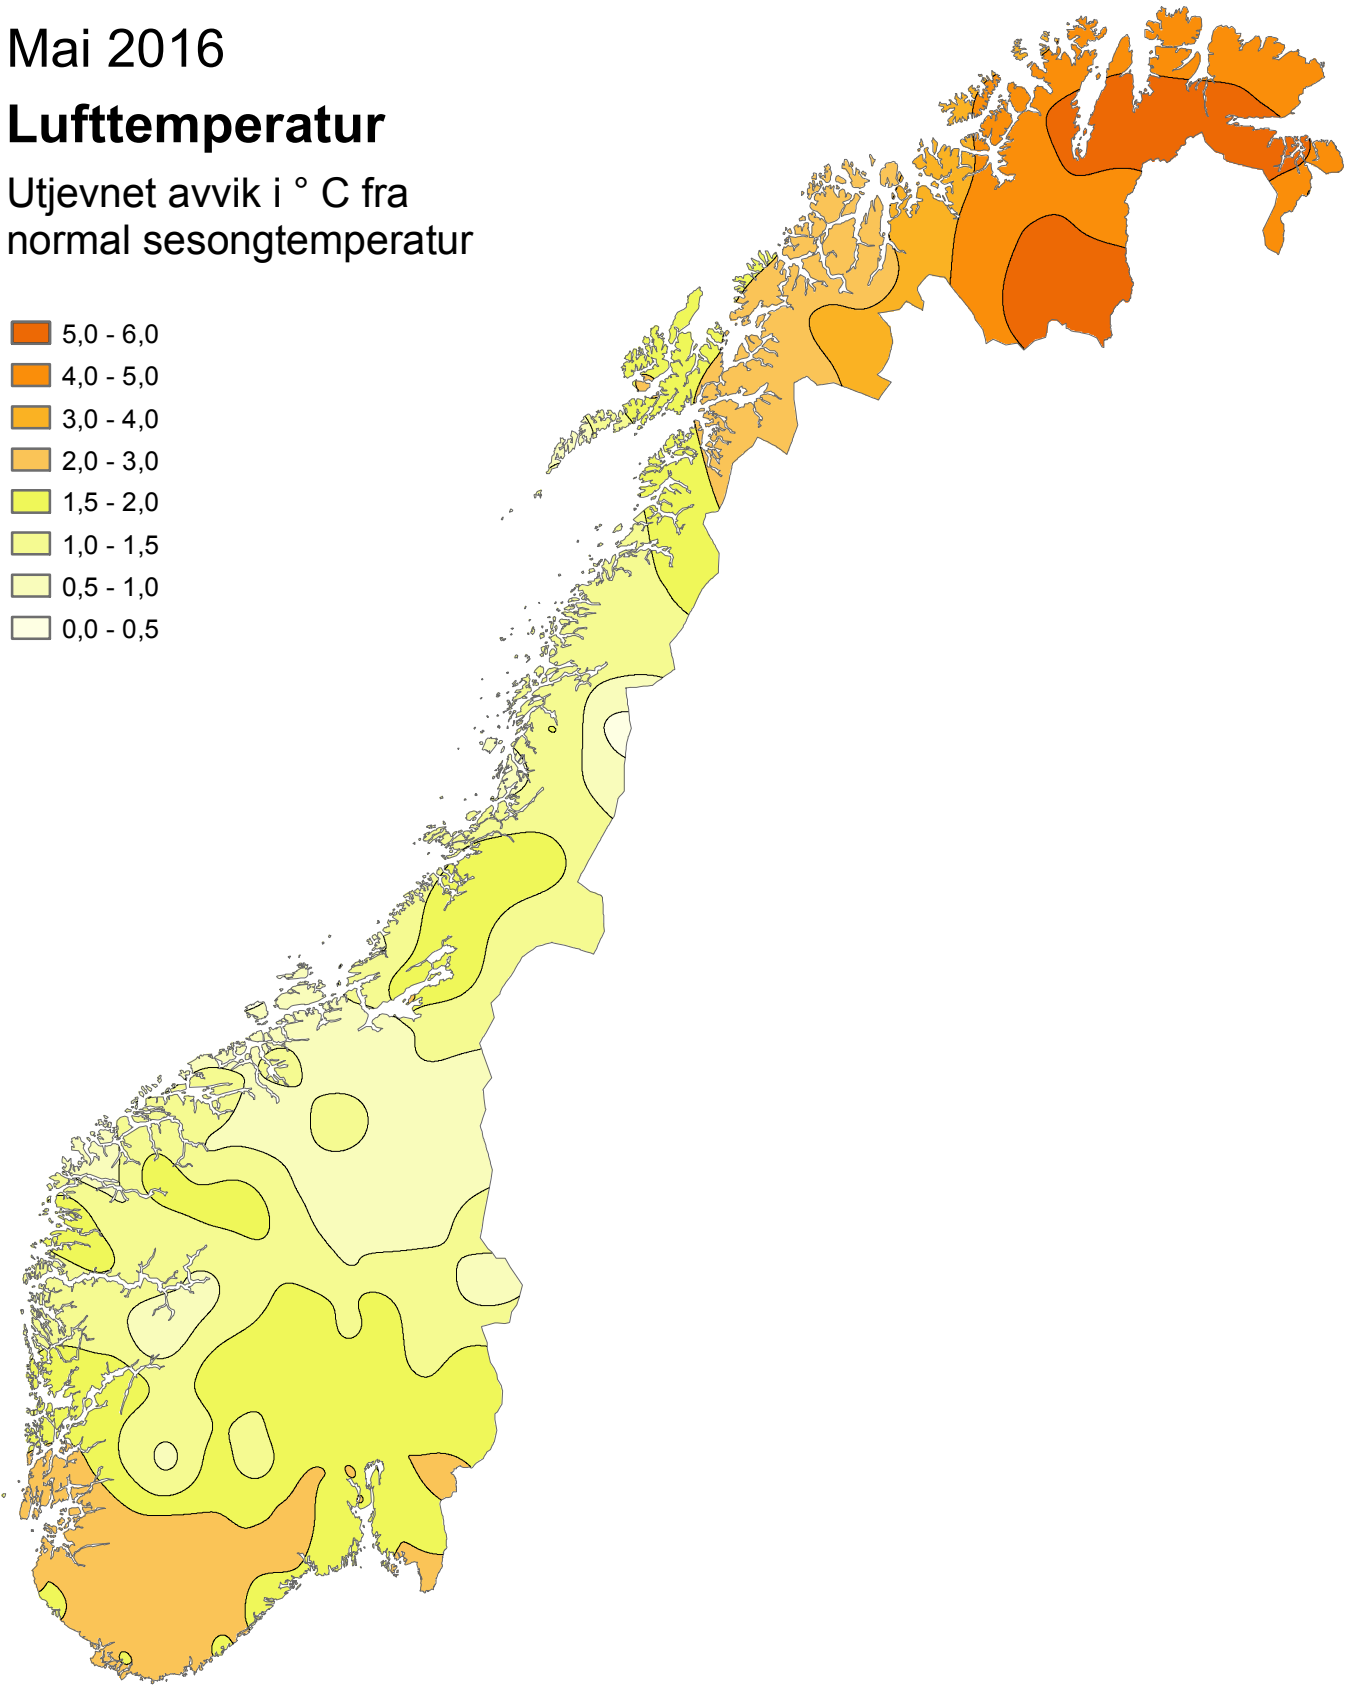 Mai 2016
Lufttemperatur
Utjevnet avvik i ° C fra
normal sesongtemperatur
5,0 - 6,0
4,0 - 5,0
3,0 - 4,0
2,0 - 3,0
1,5 - 2,0
1,0 - 1,5
0,5 - 1,0
0,0 - 0,5